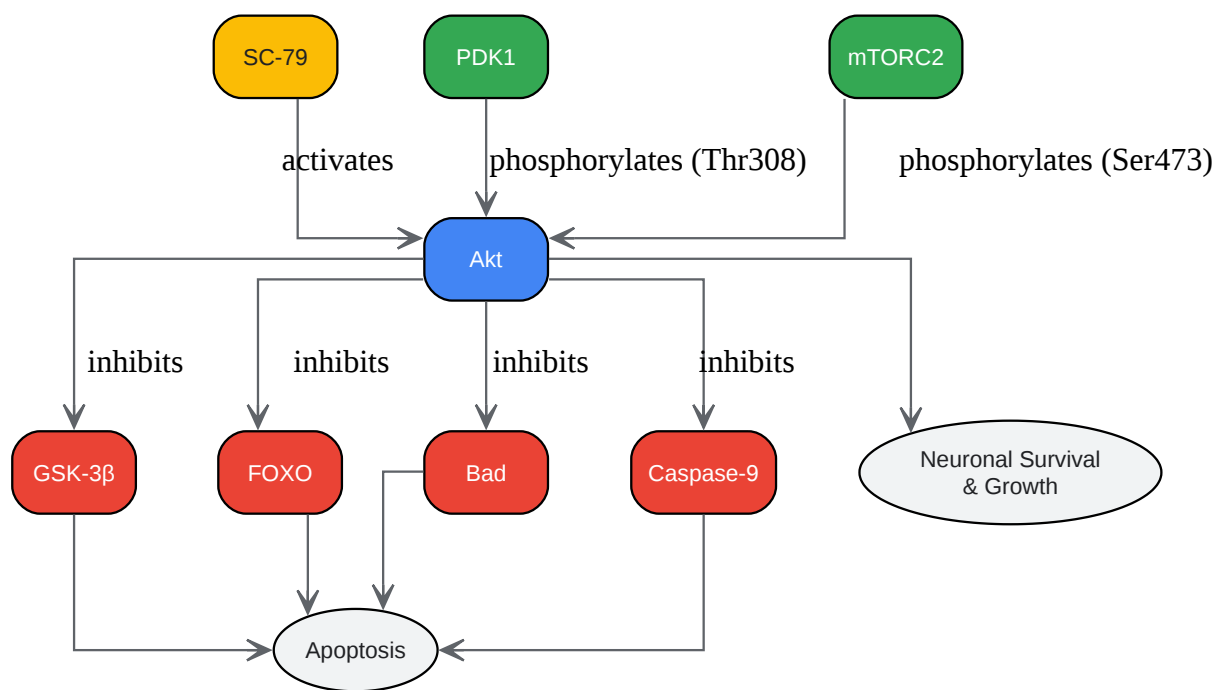 SC-79
PDK1
mTORC2
activates
phosphorylates (Thr308)
phosphorylates (Ser473)
Akt
inhibits
inhibits
inhibits
inhibits
GSK-3β
FOXO
Bad
Caspase-9
Neuronal Survival
& Growth
Apoptosis